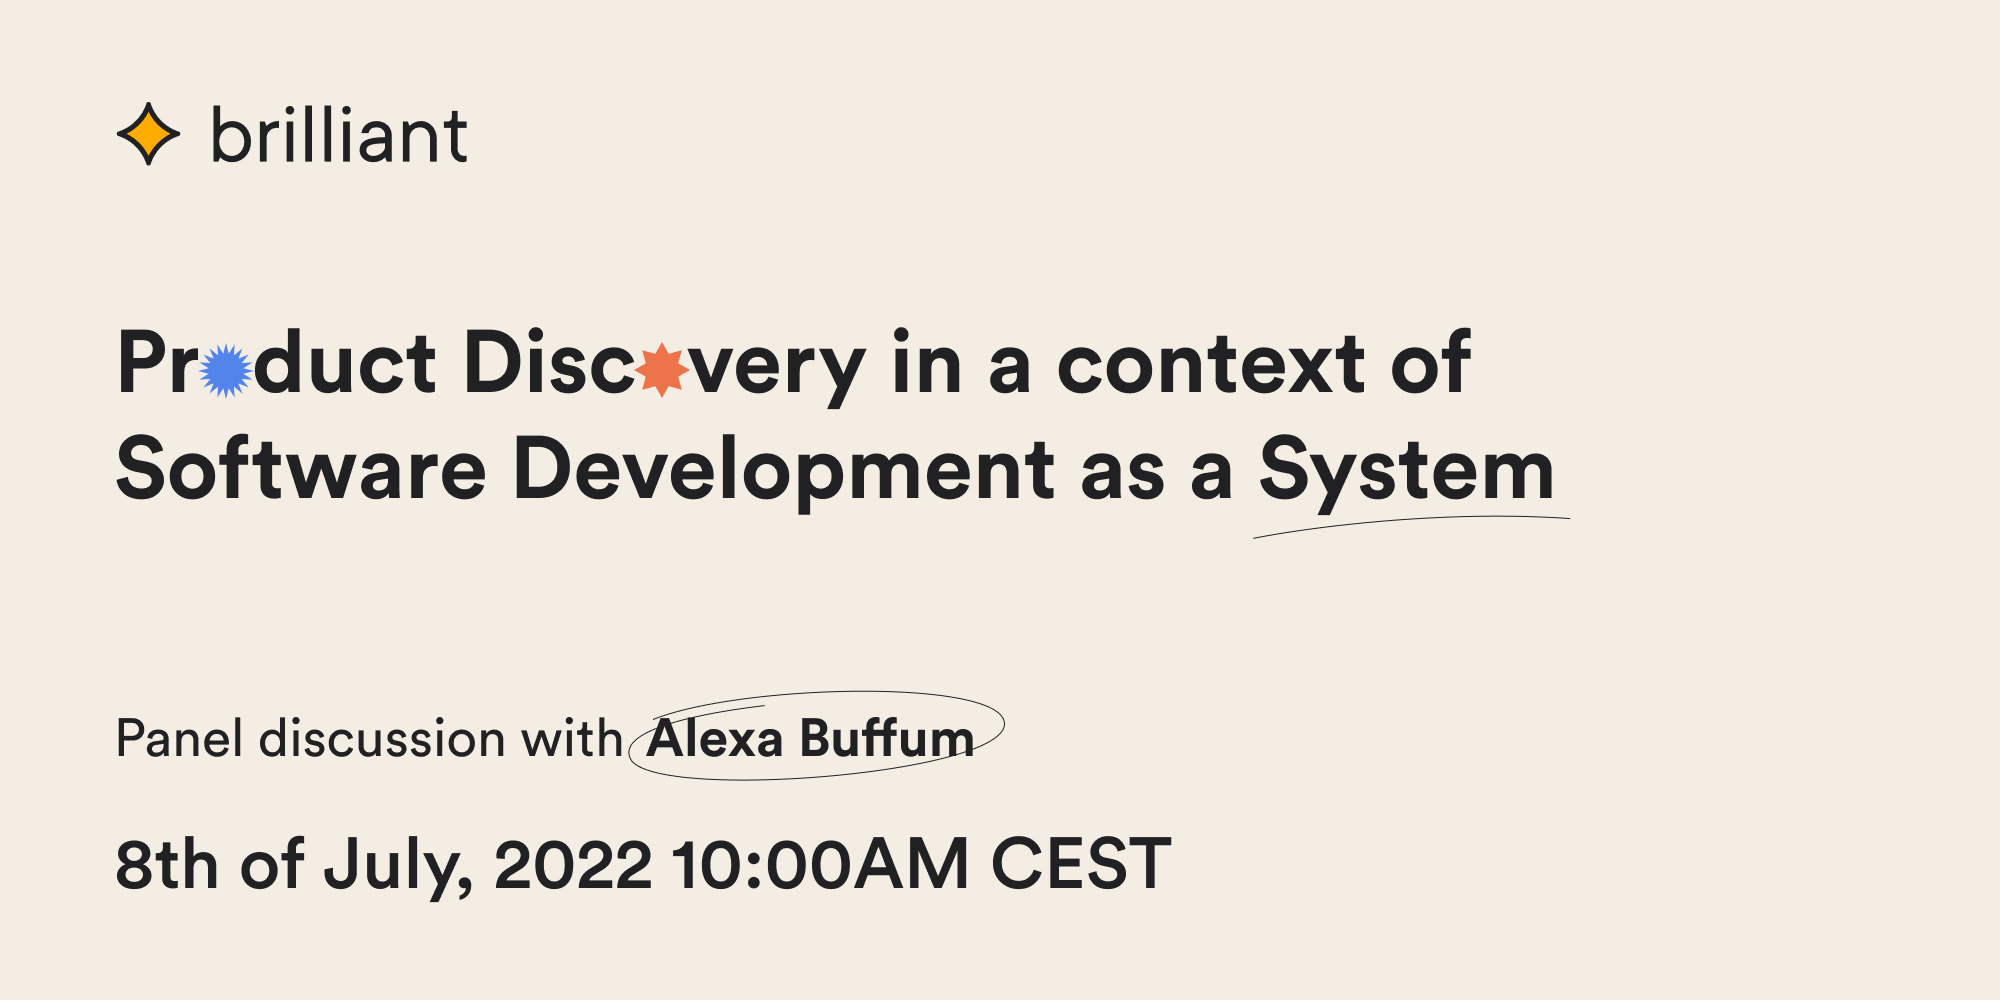 brilliant
Product Discovery in a context of
Software Development as a System
Panel discussion with Alexa Buffum
8th of July, 2022 10:00AM CEST